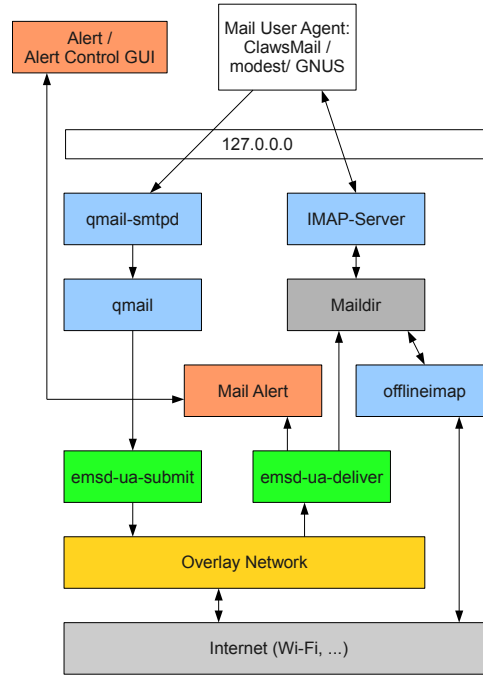 Alert /
Alert Control GUI
Mail User Agent:
ClawsMail /
modest/ GNUS
127.0.0.0
qmail-smtpd
IMAP-Server
qmail
Maildir
Mail Alert
offlineimap
emsd-ua-submit
emsd-ua-deliver
Overlay Network
Internet (Wi-Fi, ...)